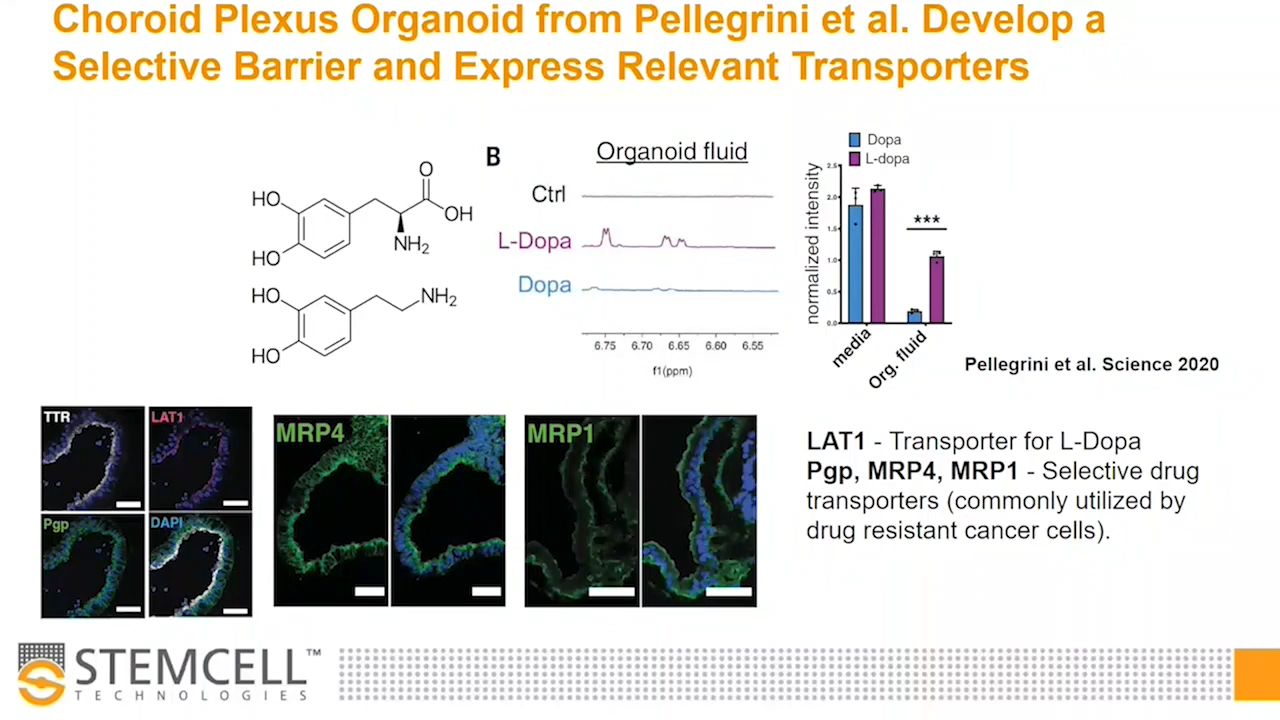 Choroid Plexus Organoid from Pellegrini et al. Develop a
Selective Barrier and Express Relevant Transporters
O
HO
OH
HO
NH2
HO
NH2
HO
B
Organoid fluid
Ctrl
L-Dopa
Dopa
6.75 6.70 6.65 6.60 6.55
f1(ppm)
Dopa
L-dopa
normalized intensity
2.5
2.0
1.5
1.0
0.5
0.0
***
media
Org. fluid
Pellegrini et al. Science 2020
TTR
LAT1
Pgp
DAPI
MRP4
MRP1
LAT1 - Transporter for L-Dopa
Pgp, MRP4, MRP1 - Selective drug
transporters (commonly utilized by
drug resistant cancer cells).
STEMCELL™
TECHNOLOGIES